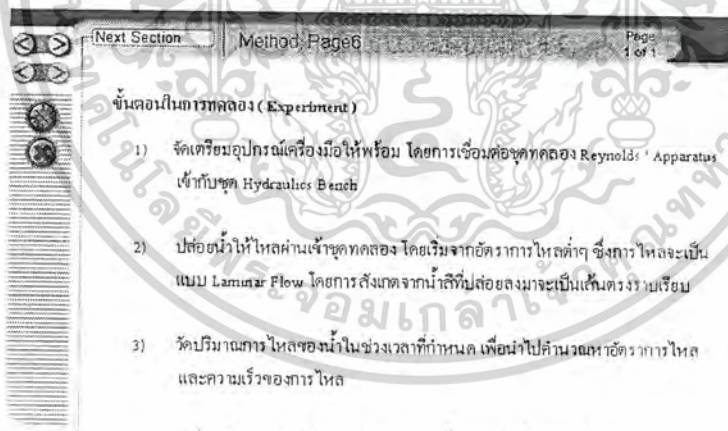 Next Section
Method: Page6
Page
1 of 1
ขั้นตอนในการทดลอง ( Experiment )
1) จัดเตรียมอุปกรณ์เครื่องมือให้พร้อม โดยการเชื่อมต่อชุดทดลอง Reynolds ' Apparatus
เข้ากับชุด Hydraulics Bench
2) ปล่อยน้ำให้ไหลผ่านเข้าชุดทดลอง โดยเริ่มจากอัตราการไหลต่ำๆ ซึ่งการไหลจะเป็น
แบบ Laminar Flow โดยการสังเกตจากน้ำสีที่ปล่อยลงมาจะเป็นเส้นตรงราบเรียบ
3) วัดปริมาณการไหลของน้ำในช่วงเวลาที่กำหนด เพื่อนำไปคำนวณหาอัตราการไหล
และความเร็วของการไหล